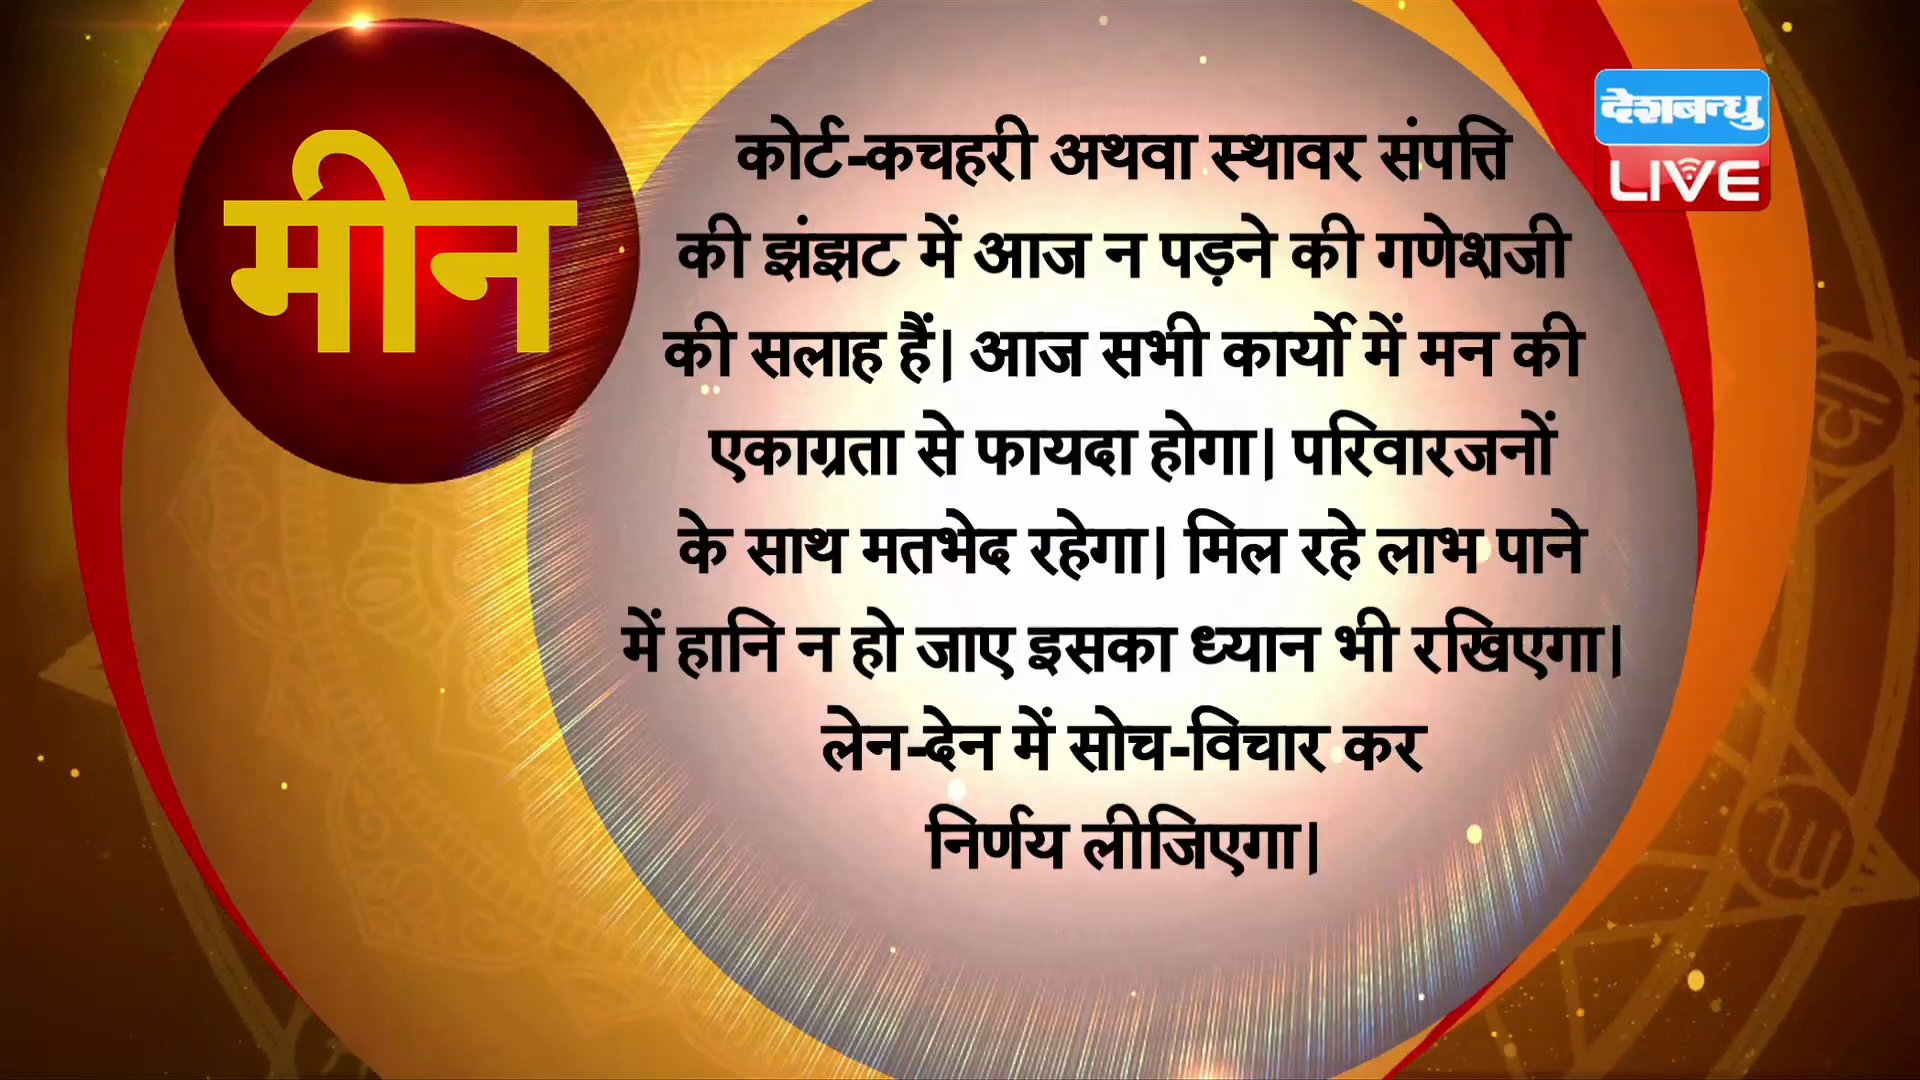 मीन
देशबन्धु
LIVE
कोर्ट-कचहरी अथवा स्थावर संपत्ति
की झंझट में आज न पड़ने की गणेशजी
की सलाह हैं| आज सभी कार्यो में मन की
एकाग्रता से फायदा होगा| परिवारजनों
के साथ मतभेद रहेगा| मिल रहे लाभ पाने
में हानि न हो जाए इसका ध्यान भी रखिएगा|
लेन-देन में सोच-विचार कर
निर्णय लीजिएगा|